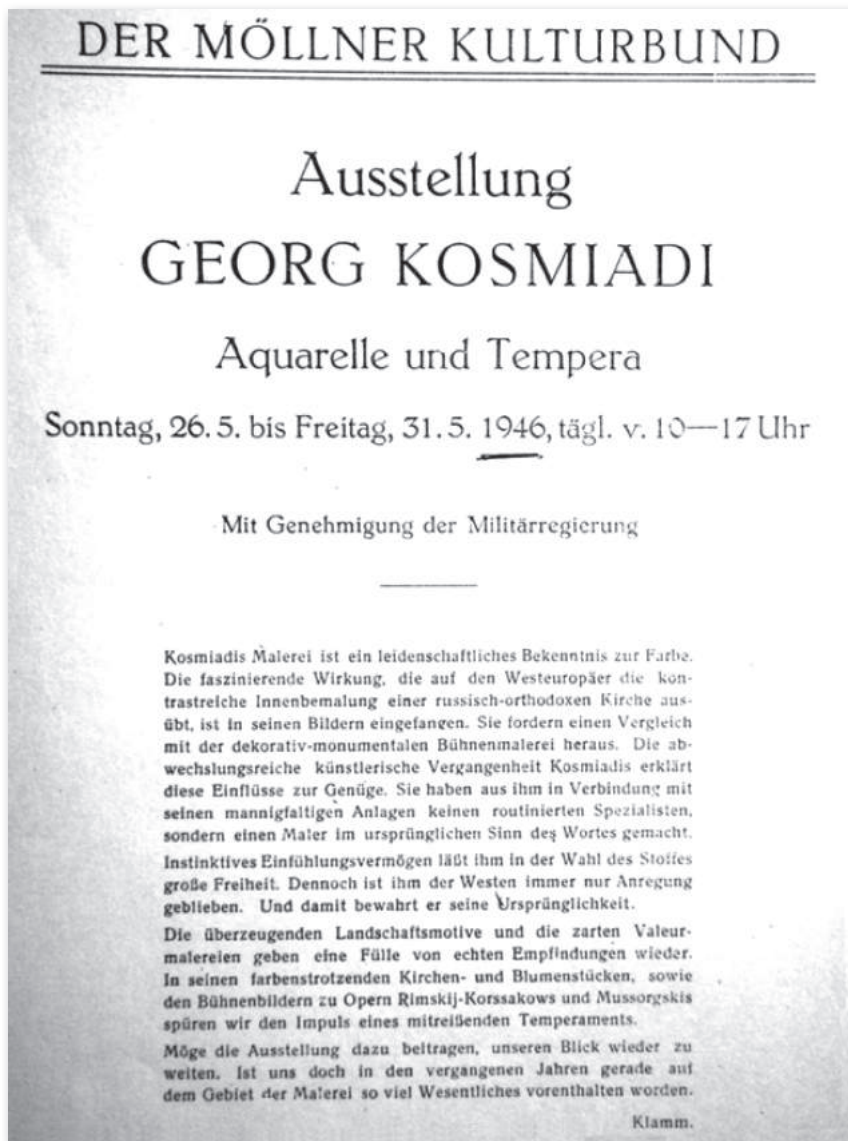 DER MÖLLNER KULTURBUND
Ausstellung
GEORG KOSMIADI
Aquarelle und Tempera
Sonntag, 26. 5. bis Freitag, 31. 5. 1946, tägl. v. 10—17 Uhr
Mit Genehmigung der Militärregierung
Kosmiadis Malerei ist ein leidenschaftliches Bekenntnis zur Farbe.
Die faszinierende Wirkung, die auf den Westeuropäer die kon-
trastreiche Innenbemalung einer russisch-orthodoxen Kirche aus-
übt, ist in seinen Bildern eingefangen. Sie fordern einen Vergleich
mit der dekorativ-monumentalen Bühnenmalerei heraus. Die ab-
wechslungsreiche künstlerische Vergangenheit Kosmiadis erklärt
diese Einflüsse zur Genüge. Sie haben aus ihm in Verbindung mit
seinen mannigfaltigen Anlagen keinen routinierten Spezialisten,
sondern einen Maler im ursprünglichen Sinn des Wortes gemacht.
Instinktives Einfühlungsvermögen läßt ihm in der Wahl des Stoffes
große Freiheit. Dennoch ist ihm der Westen immer nur Anregung
geblieben. Und damit bewahrt er seine Ursprünglichkeit.
Die überzeugenden Landschaftsmotive und die zarten Valeur-
malereien geben eine Fülle von echten Empfindungen wieder.
In seinen farbenstrotzenden Kirchen- und Blumenstücken, sowie
den Bühnenbildern zu Opern Rimskij-Korssakows und Mussorgskis
spüren wir den Impuls eines mitreißenden Temperaments.
Möge die Ausstellung dazu beitragen, unseren Blick wieder zu
weiten. Ist uns doch in den vergangenen Jahren gerade auf
dem Gebiet der Malerei so viel Wesentliches vorenthalten worden.
Klamm.